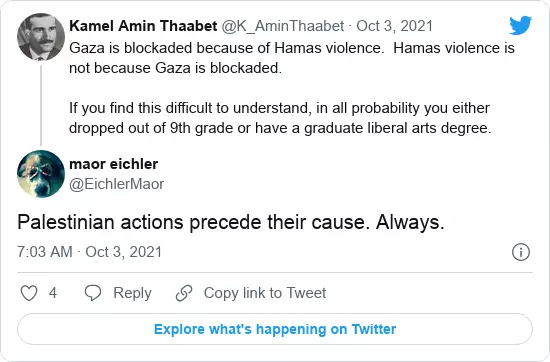 Kamel Amin Thaabet @K_AminThaabet · Oct 3, 2021
Gaza is blockaded because of Hamas violence.  Hamas violence is
not because Gaza is blockaded.
If you find this difficult to understand, in all probability you either
dropped out of 9th grade or have a graduate liberal arts degree.
maor eichler
@EichlerMaor
Palestinian actions precede their cause. Always.
7:03 AM · Oct 3, 2021
4 Reply Copy link to Tweet
Explore what's happening on Twitter